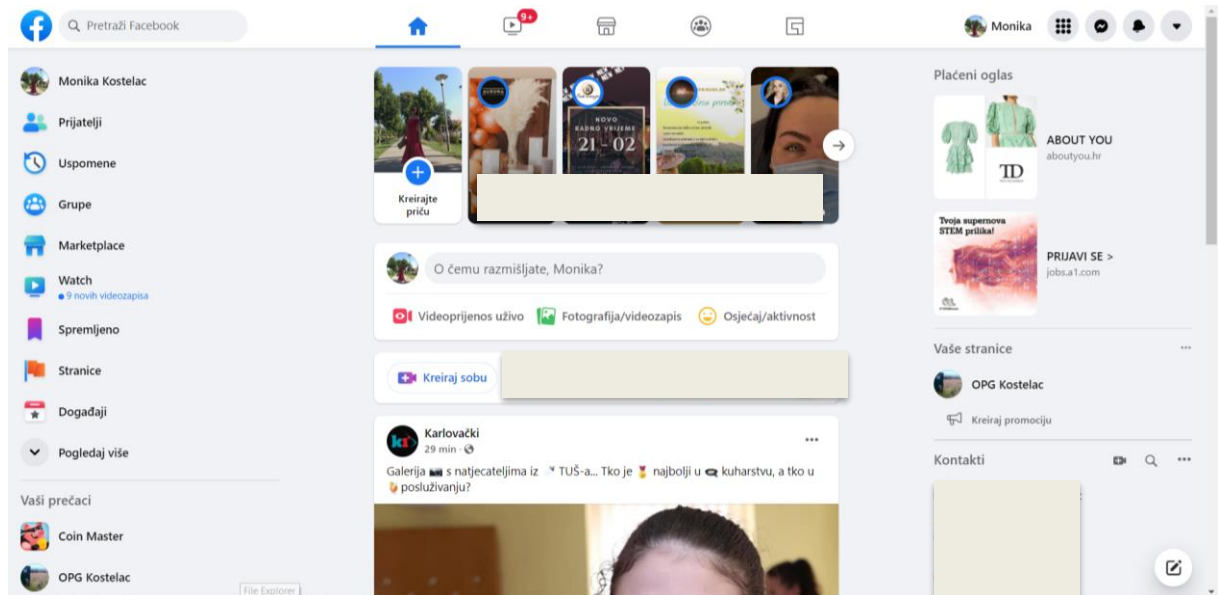 Pretraži Facebook
9+
Monika
Monika Kostelac
Prijatelji
Uspomene
Grupe
Marketplace
Watch
9 novih videozapisa
Spremljeno
Stranice
Događaji
Pogledaj više
Vaši prečaci
Coin Master
OPG Kostelac
File Explorer
Kreirajte
priču
AURORA
NOVO
RADNO VRIJEME
21-02
O čemu razmišljate, Monika?
Videoprijenos uživo
Fotografija/videozapis
Osjećaj/aktivnost
Kreiraj sobu
Karlovački
29 min
Galerija s natjecateljima iz TUŠ-a... Tko je najbolji u kuharstvu, a tko u
posluživanju?
Plaćeni oglas
TD
ABOUT YOU
aboutyou.hr
Tvoja supernova
STEM prilika!
PRIJAVI SE >
jobs.a1.com
Vaše stranice
OPG Kostelac
Kreiraj promociju
Kontakti